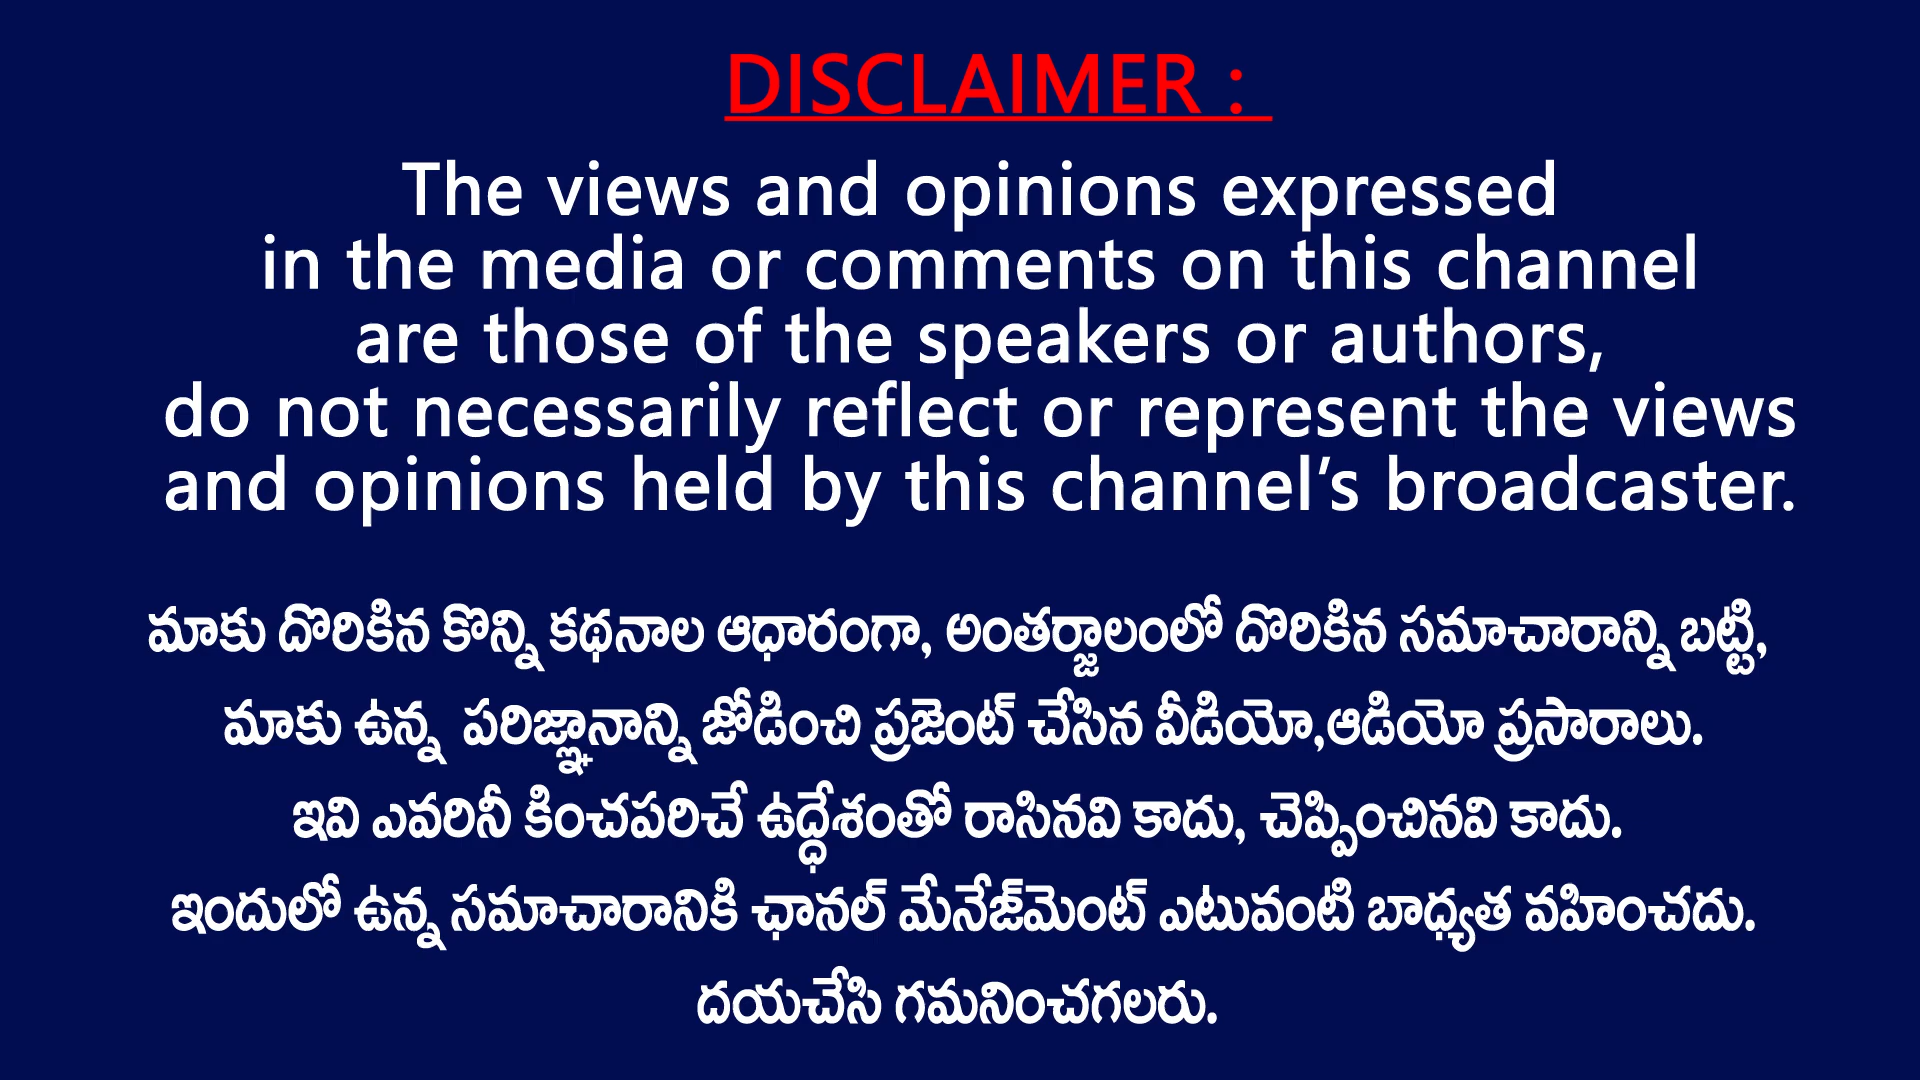 DISCLAIMER :
The views and opinions expressed
in the media or comments on this channel
are those of the speakers or authors,
do not necessarily reflect or represent the views
and opinions held by this channel’s broadcaster.
మాకు దొరికిన కొన్ని కథనాల ఆధారంగా, అంతర్జాలంలో దొరికిన సమాచారాన్ని బట్టి,
మాకు ఉన్న పరిజ్ఞానాన్ని జోడించి ప్రజెంట్ చేసిన వీడియో,ఆడియో ప్రసారాలు.
ఇవి ఎవరినీ కించపరిచే ఉద్ధేశంతో రాసినవి కాదు, చెప్పించినవి కాదు.
ఇందులో ఉన్న సమాచారానికి ఛానల్ మేనేజ్‌మెంట్ ఎటువంటి బాధ్యత వహించదు.
దయచేసి గమనించగలరు.